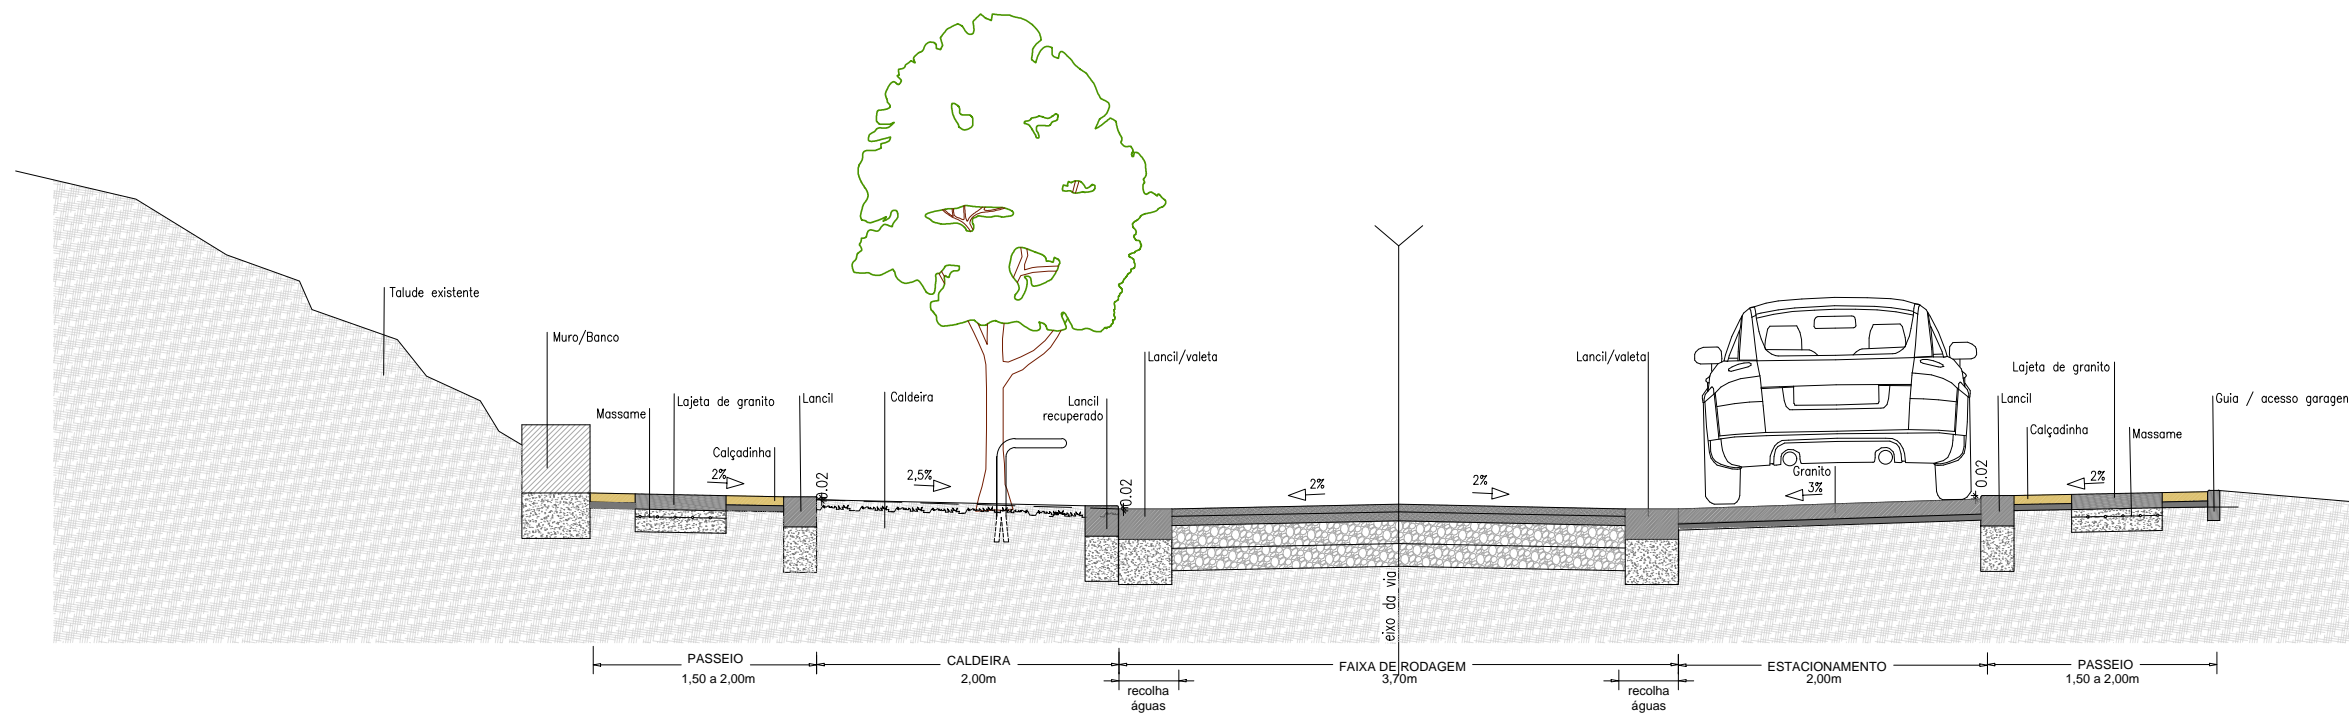 Talude existente
Muro/Banco
Massame
Lajeta de granito
Calçadinha
2%
Lancil
0.02
Caldeira
2,5%
Lancil
recuperado
0.02
Lancil/valeta
2%
eixo da via
2%
Lancil/valeta
Granito
3%
0.02
Lancil
Calçadinha
2%
Lajeta de granito
Massame
Guia / acesso garagen
PASSEIO
1,50 a 2,00m
CALDEIRA
2,00m
FAIXA DE RODAGEM
3,70m
recolha
águas
recolha
águas
ESTACIONAMENTO
2,00m
PASSEIO
1,50 a 2,00m